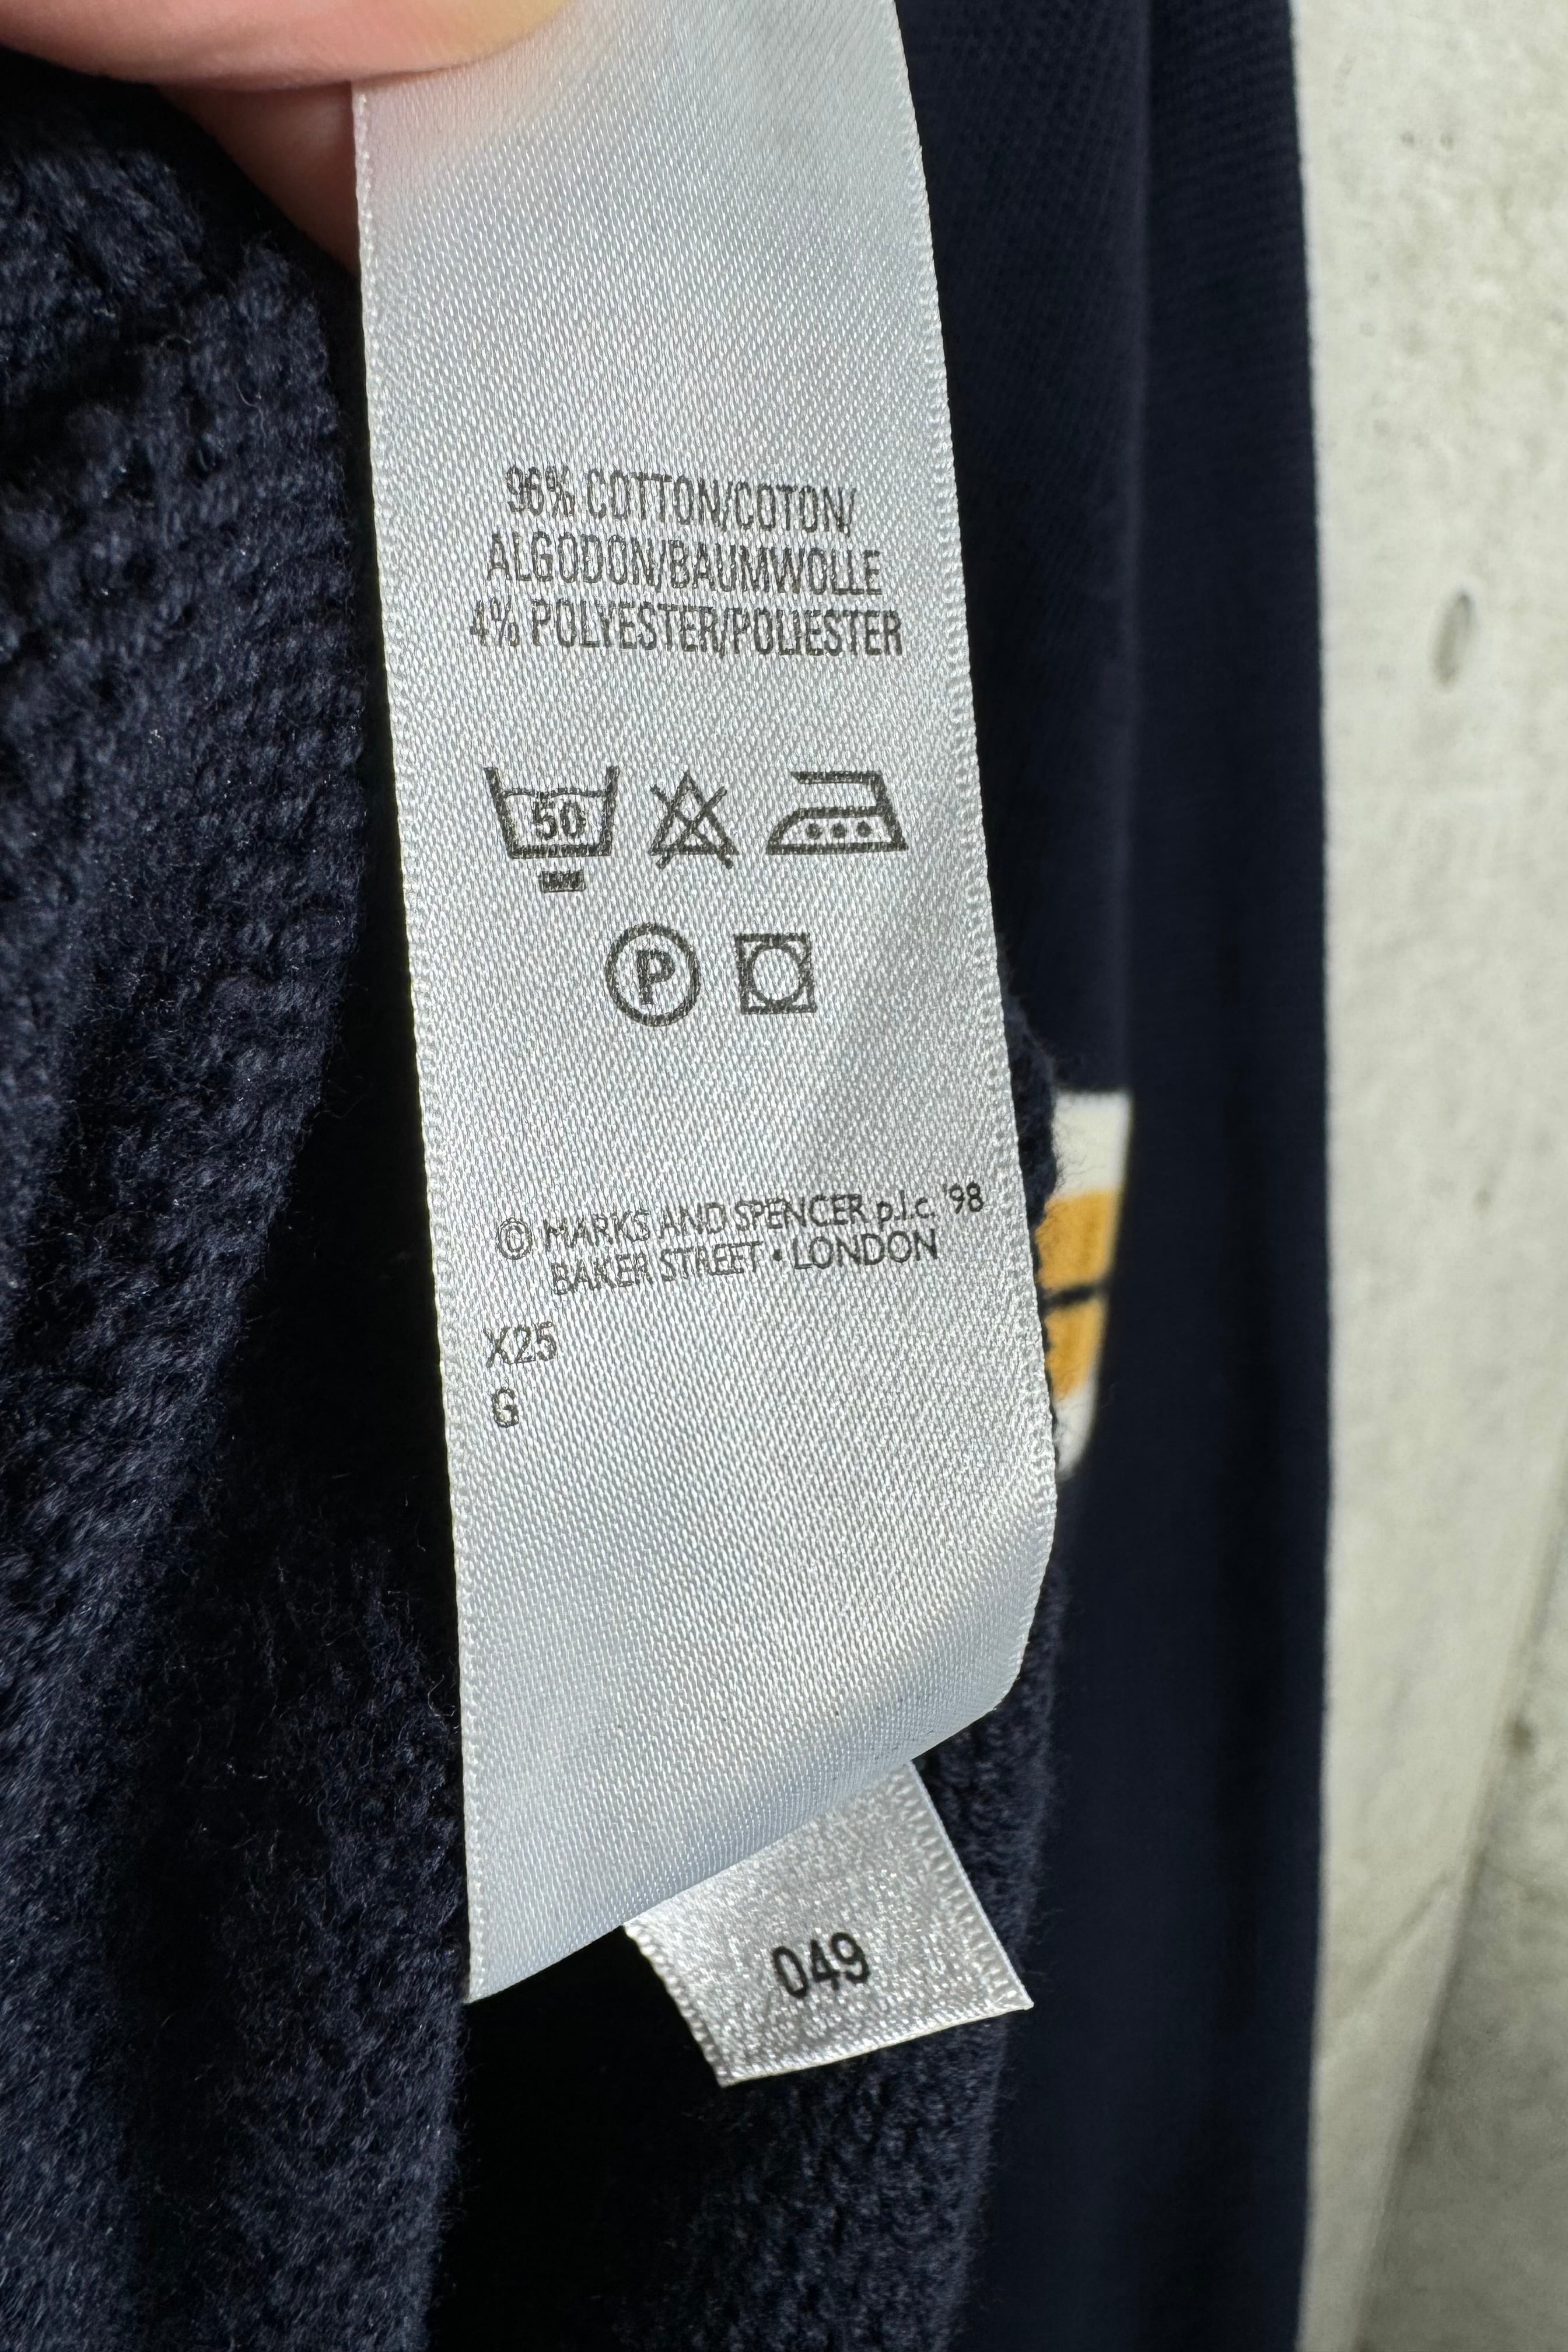 96% COTTON/COTON/
ALGODON/BAUMWOLLE
4% POLYESTER/POLIESTER
50
P
© MARKS AND SPENCER p.l.c. '98
BAKER STREET • LONDON
X25
G
049